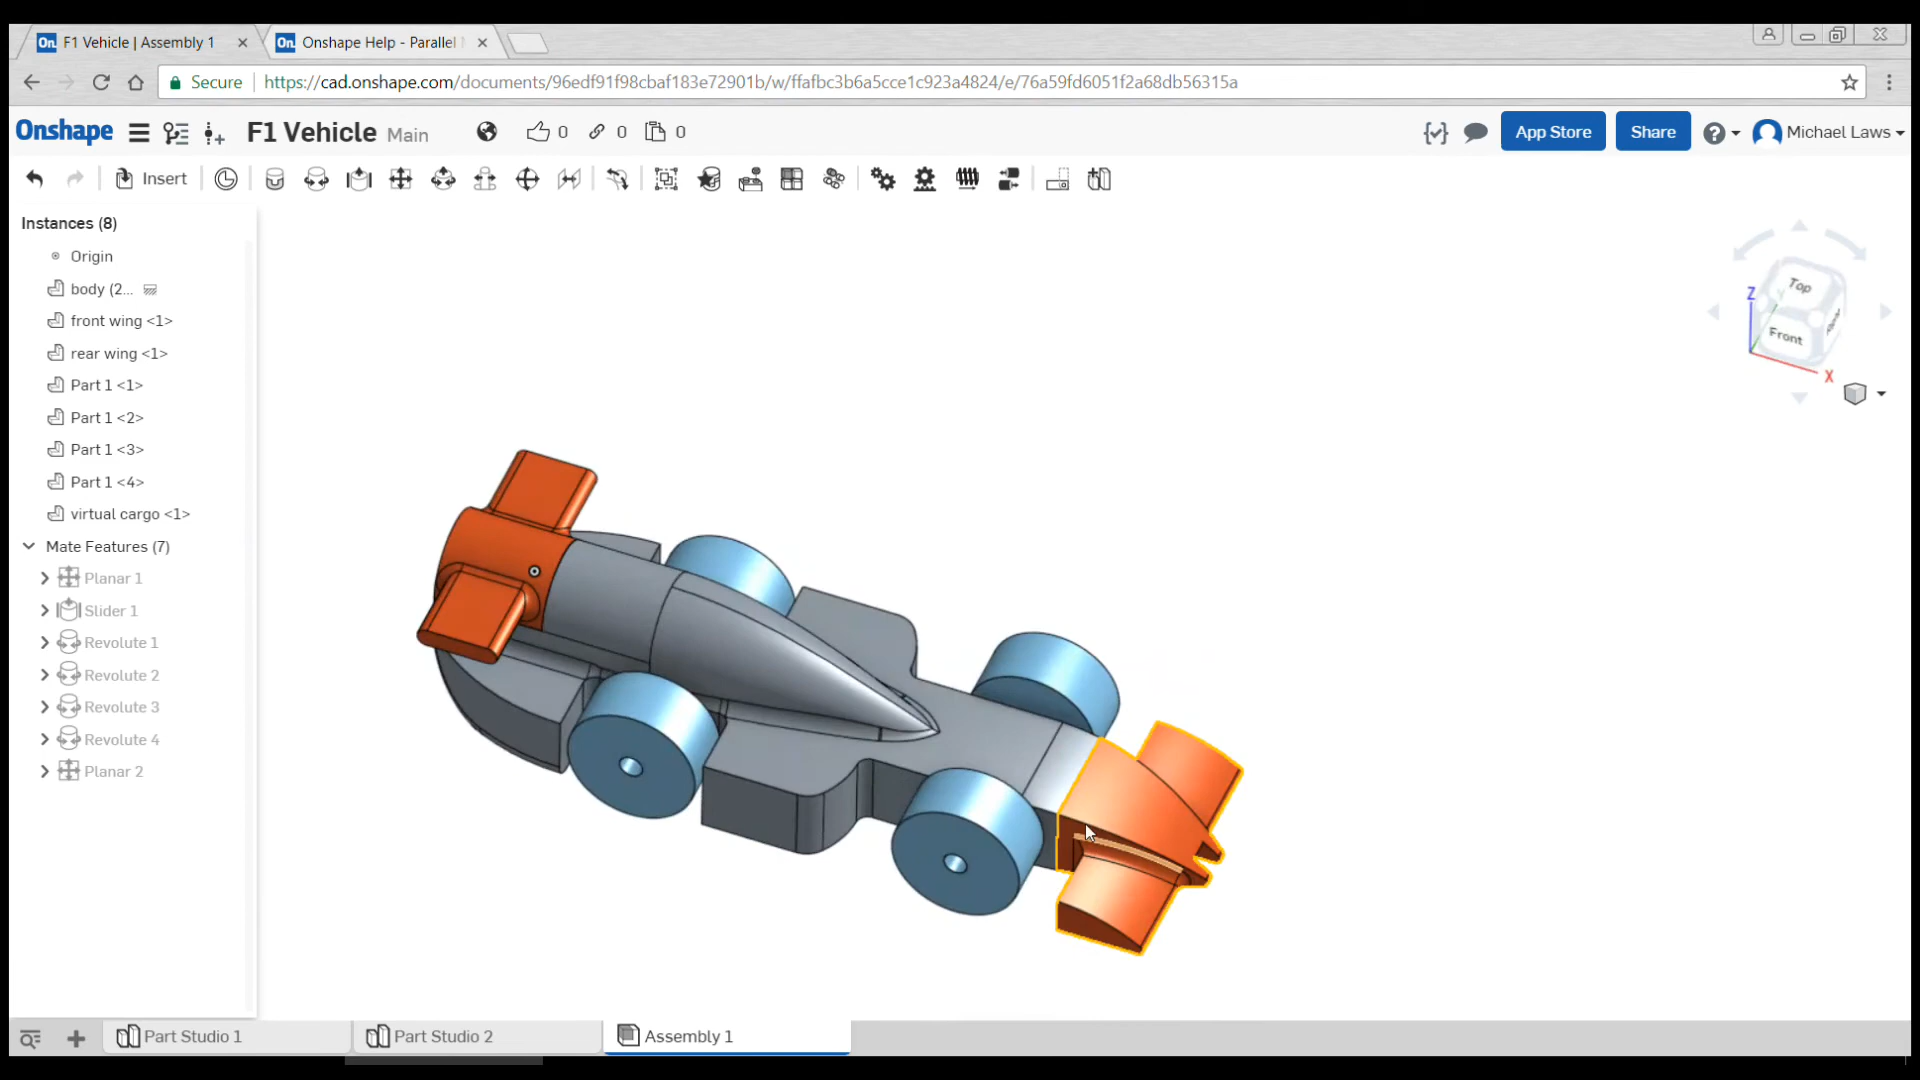 F1 Vehicle | Assembly 1
Onshape Help - Parallel
Secure
https://cad.onshape.com/documents/96edf91f98cbaf183e72901b/w/ffafbc3b6a5cce1c923a4824/e/76a59fd6051f2a68db56315a
Onshape
F1 Vehicle Main
0
0
0
App Store
Share
Michael Laws
Insert
Instances (8)
Origin
body (2...
front wing <1>
rear wing <1>
Part 1 <1>
Part 1 <2>
Part 1 <3>
Part 1 <4>
virtual cargo <1>
Mate Features (7)
Planar 1
Slider 1
Revolute 1
Revolute 2
Revolute 3
Revolute 4
Planar 2
Top
Z
Front
X
Part Studio 1
Part Studio 2
Assembly 1